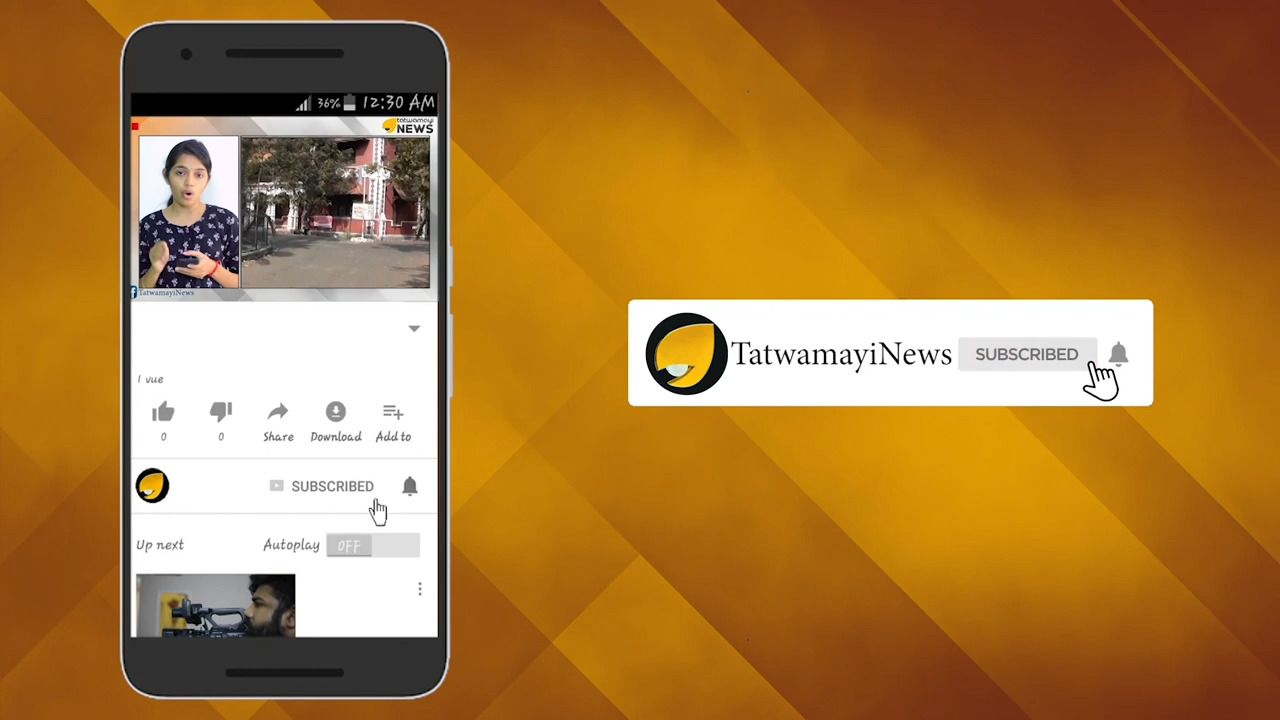 36% 12:30 AM
tatwamayi
NEWS
TatwamayiNews
1 vue
0 0 Share Download Add to
SUBSCRIBED
Up next Autoplay OFF
TatwamayiNews SUBSCRIBED